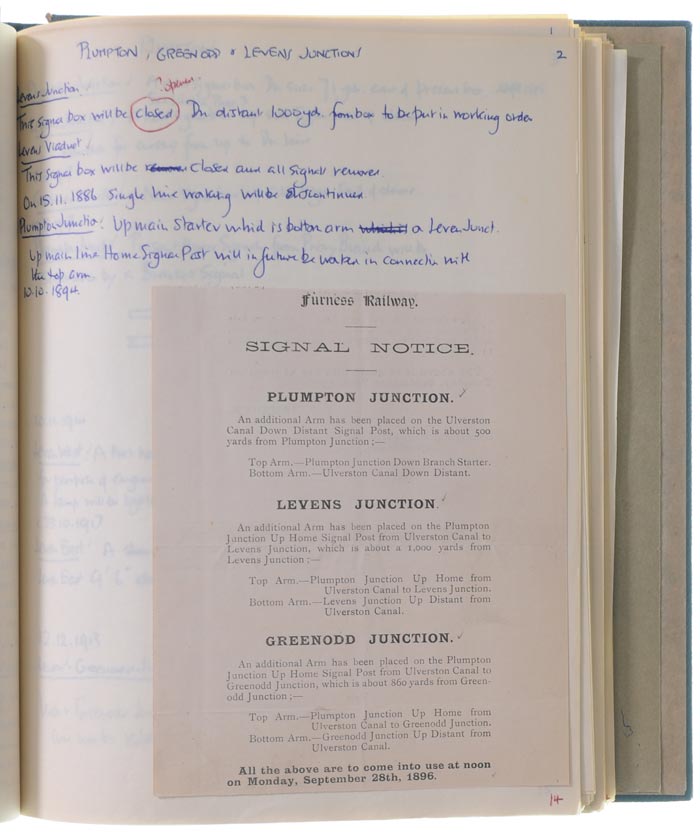 1
PLUMPTON, GREENODD & LEVENS JUNCTIONS
2
Levens Junction
? opened
This Signal box will be closed Dn distant 1000 yds. from box to be put in working order
Levens Viaduct.
This Signal box will be closed and all Signals removed.
On 15.11.1886 Single line working will be discontinued.
Plumpton Junction: Up main Starter which is bottom arm a Leven Junct.
Up main line Home Signal Post will in future be worked in connection with
the top arm.
10.10.1894.
Furness Railway.
SIGNAL NOTICE.
PLUMPTON JUNCTION.
An additional Arm has been placed on the Ulverston
Canal Down Distant Signal Post, which is about 500
yards from Plumpton Junction ;—
Top Arm.—Plumpton Junction Down Branch Starter.
Bottom Arm.—Ulverston Canal Down Distant.
LEVENS JUNCTION.
An additional Arm has been placed on the Plumpton
Junction Up Home Signal Post from Ulverston Canal to
Levens Junction, which is about a 1,000 yards from
Levens Junction ;—
Top Arm.—Plumpton Junction Up Home from
Ulverston Canal to Levens Junction.
Bottom Arm.—Levens Junction Up Distant from
Ulverston Canal.
GREENODD JUNCTION.
An additional Arm has been placed on the Plumpton
Junction Up Home Signal Post from Ulverston Canal to
Greenodd Junction, which is about 860 yards from Green-
odd Junction ;—
Top Arm.—Plumpton Junction Up Home from
Ulverston Canal to Greenodd Junction.
Bottom Arm.—Greenodd Junction Up Distant from
Ulverston Canal.
All the above are to come into use at noon
on Monday, September 28th, 1896.
14